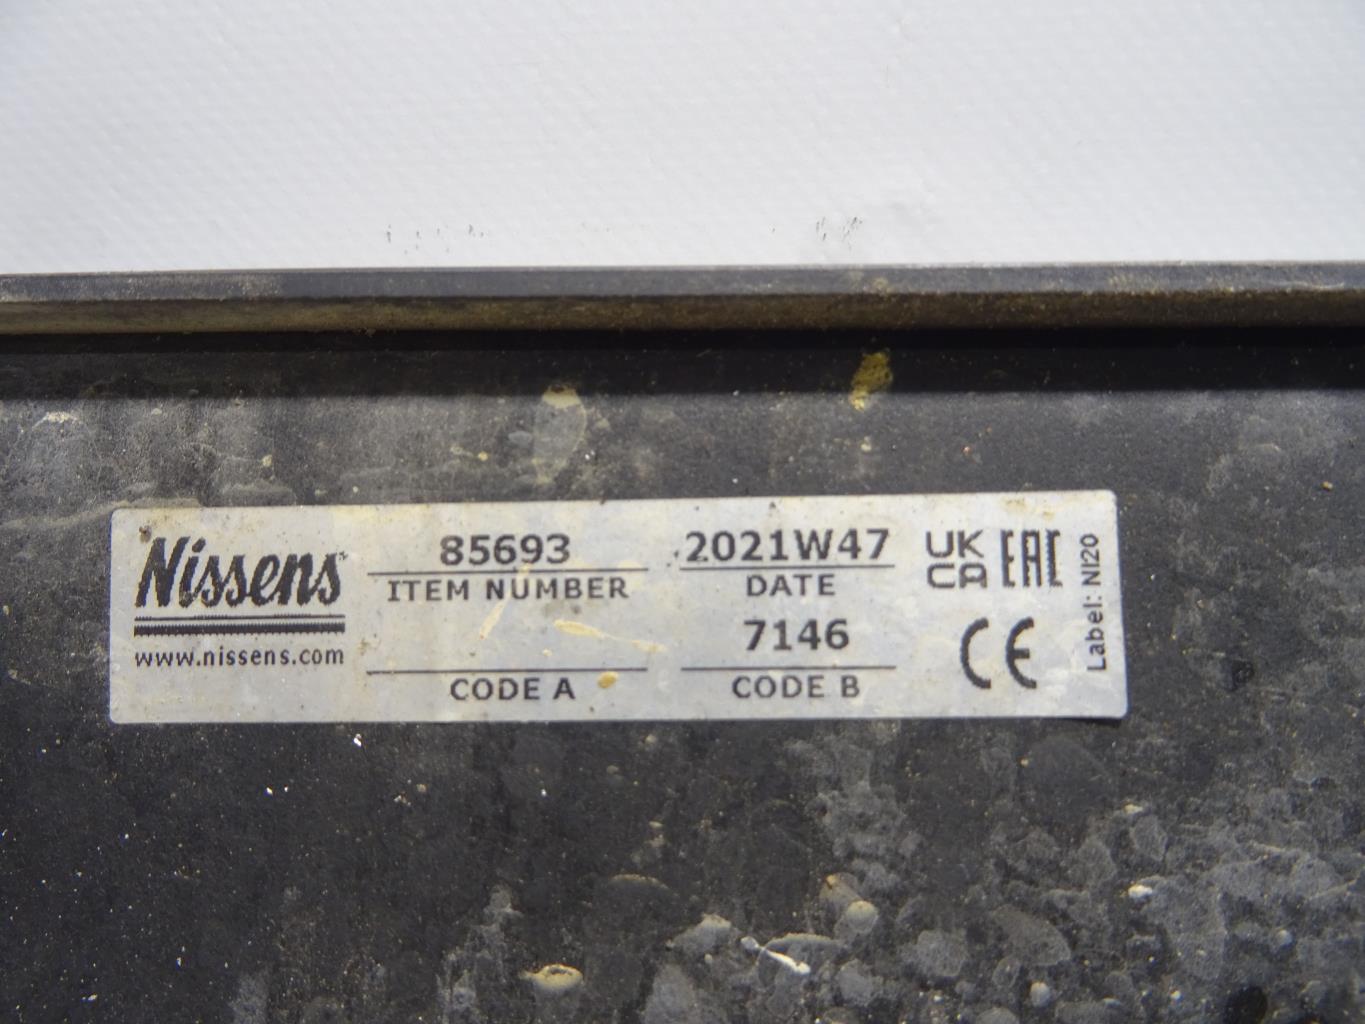 Nissens
www.nissens.com
85693
ITEM NUMBER
CODE A
2021W47
DATE
7146
CODE B
UK
CA
EAC
CE
Label: NI20